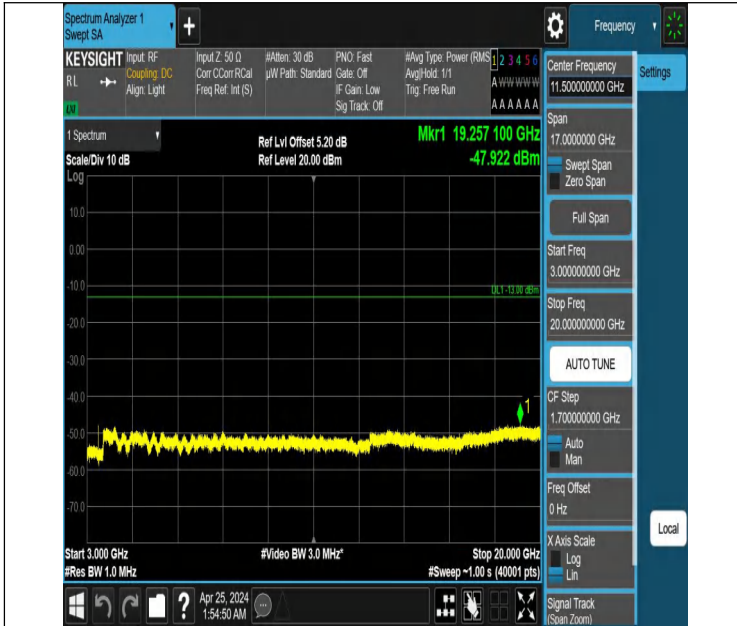 Spectrum Analyzer 1
Swept SA
+
Frequency
KEYSIGHT
RL
Input: RF
Coupling: DC
Align: Light
Input Z: 50 Ω
Corr CCorr RCal
Freq Ref: Int (S)
#Atten: 30 dB
µW Path: Standard
PNO: Fast
Gate: Off
IF Gain: Low
Sig Track: Off
#Avg Type: Power (RMS
Avg|Hold: 1/1
Trig: Free Run
1 2 3 4 5 6
A W W W W W
A A A A A A
1 Spectrum
Scale/Div 10 dB
Log
Ref Lvl Offset 5.20 dB
Ref Level 20.00 dBm
Mkr1 19.257 100 GHz
-47.922 dBm
10.0
0.00
-10.0
DL1 -13.00 dBm
-20.0
-30.0
-40.0
1
-50.0
-60.0
-70.0
Start 3.000 GHz
#Res BW 1.0 MHz
#Video BW 3.0 MHz*
Stop 20.000 GHz
#Sweep ~1.00 s (40001 pts)
?
Apr 25, 2024
1:54:50 AM
Center Frequency
11.500000000 GHz
Settings
Span
17.0000000 GHz
Swept Span
Zero Span
Full Span
Start Freq
3.000000000 GHz
Stop Freq
20.000000000 GHz
AUTO TUNE
CF Step
1.700000000 GHz
Auto
Man
Freq Offset
0 Hz
X Axis Scale
Log
Lin
Local
Signal Track
(Span Zoom)